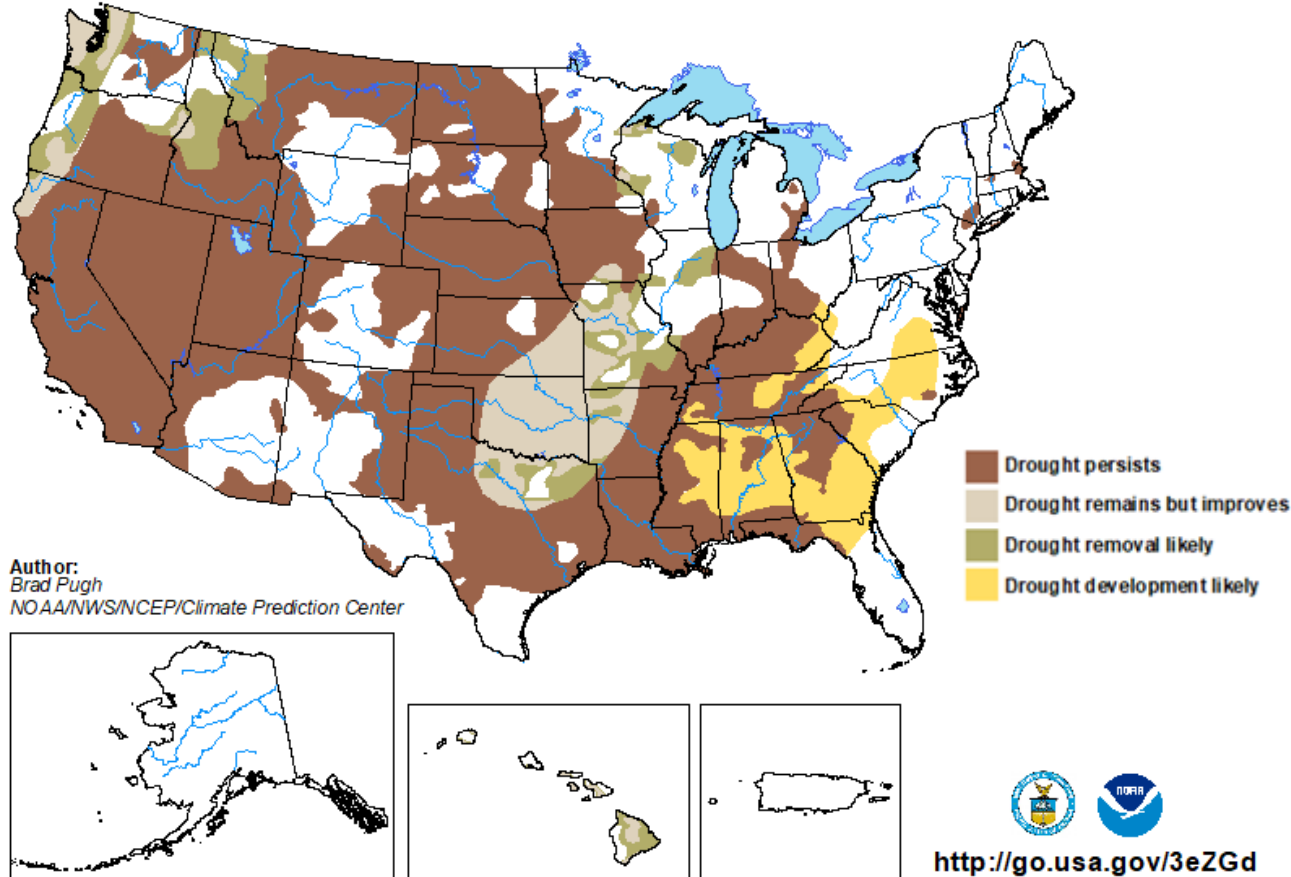 Drought persists
Drought remains but improves
Drought removal likely
Drought development likely
Author:
Brad Pugh
NOAA/NWS/NCEP/Climate Prediction Center
NOAA
http://go.usa.gov/3eZGd